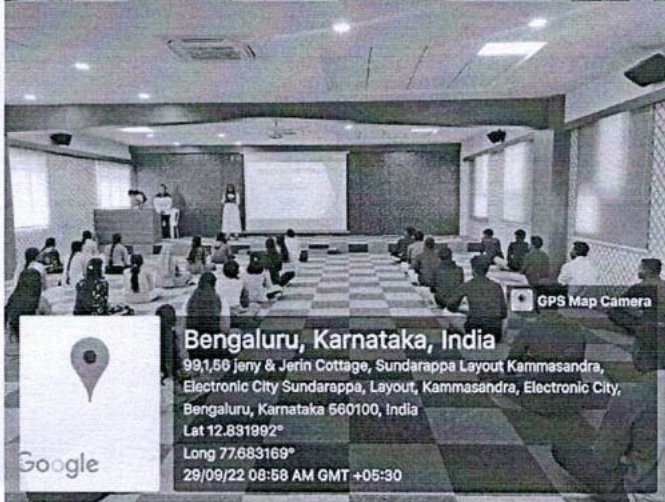 GPS Map Camera
Bengaluru, Karnataka, India
99,1,56 jeny & Jerin Cottage, Sundarappa Layout Kammasandra,
Electronic City Sundarappa, Layout, Kammasandra, Electronic City,
Bengaluru, Karnataka 560100, India
Lat 12.831992°
Long 77.683169°
29/09/22 08:58 AM GMT +05:30
Google